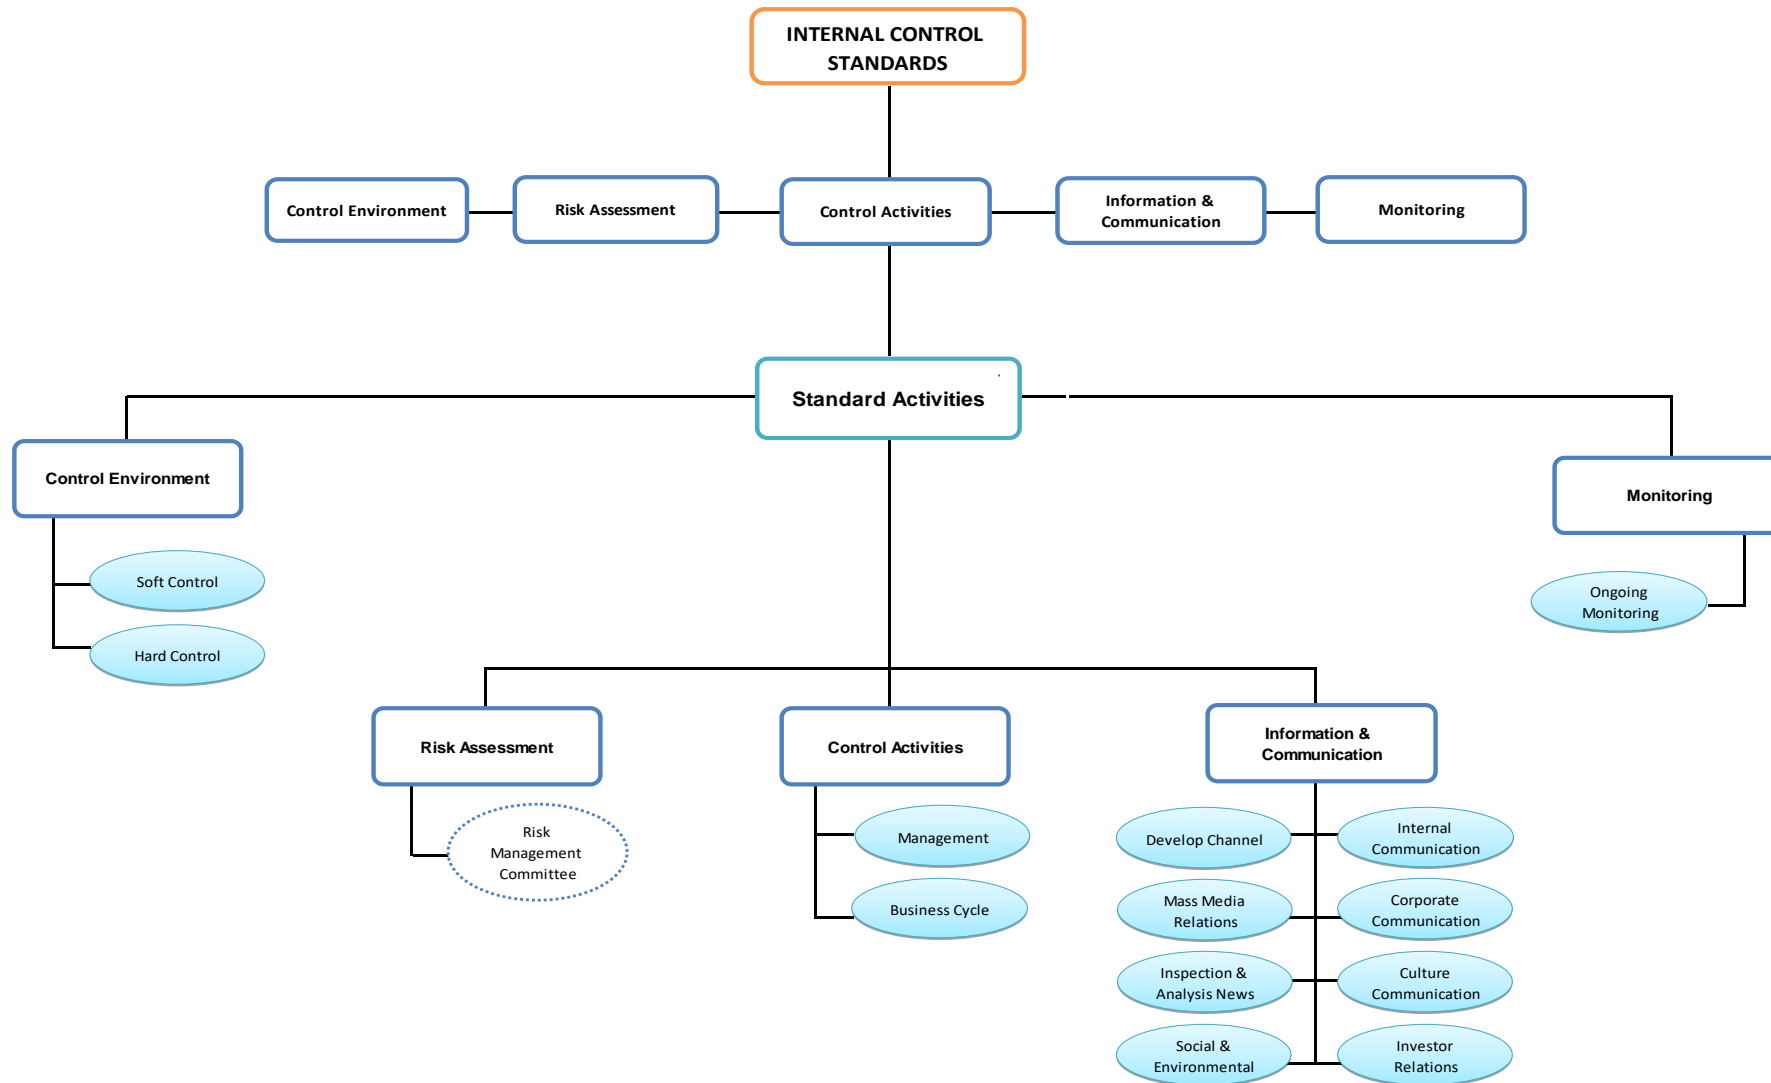 INTERNAL CONTROL
STANDARDS
Control Environment
Risk Assessment
Control Activities
Information &
Communication
Monitoring
Standard Activities
Control Environment
Soft Control
Hard Control
Monitoring
Ongoing
Monitoring
Risk Assessment
Risk
Management
Committee
Control Activities
Management
Business Cycle
Information &
Communication
Develop Channel
Internal
Communication
Mass Media
Relations
Corporate
Communication
Inspection &
Analysis News
Culture
Communication
Social &
Environmental
Investor
Relations